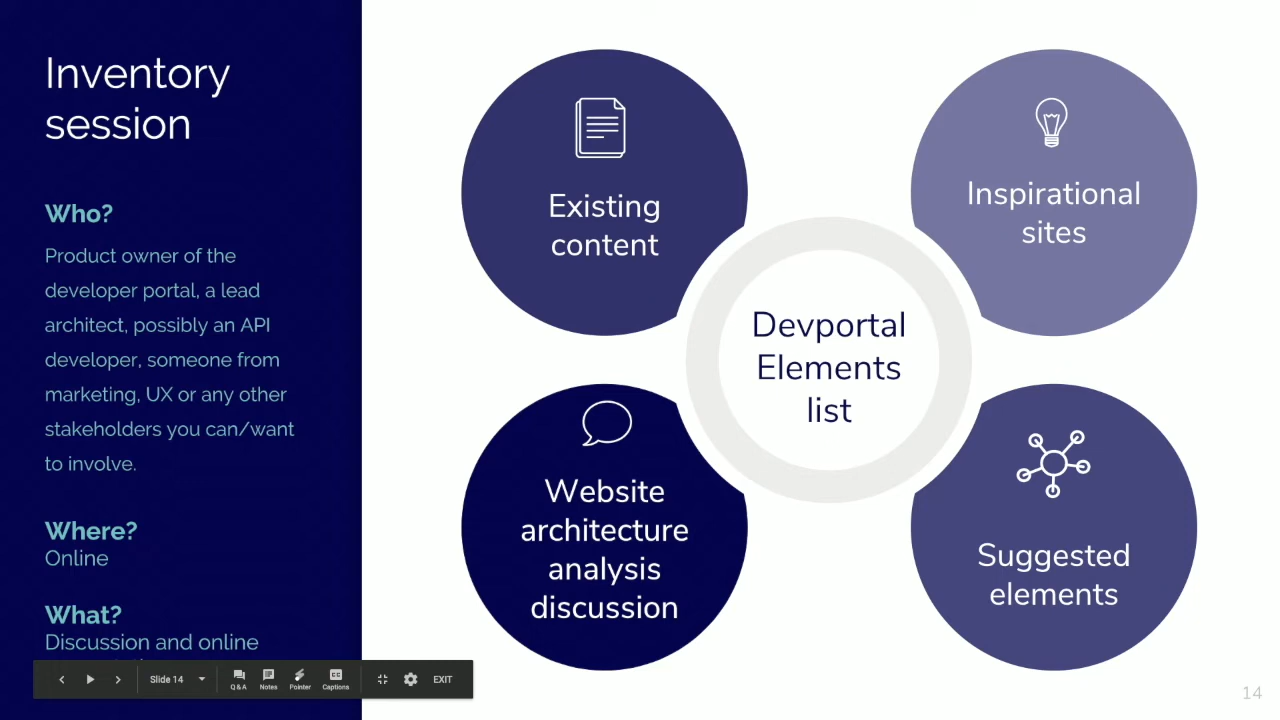 Inventory
session
Who?
Product owner of the
developer portal, a lead
architect, possibly an API
developer, someone from
marketing, UX or any other
stakeholders you can/want
to involve.
Where?
Online
What?
Discussion and online
Existing
content
Inspirational
sites
Devportal
Elements
list
Website
architecture
analysis
discussion
Suggested
elements
Slide 14
Q&A
Notes
Pointer
CC
Captions
EXIT
14